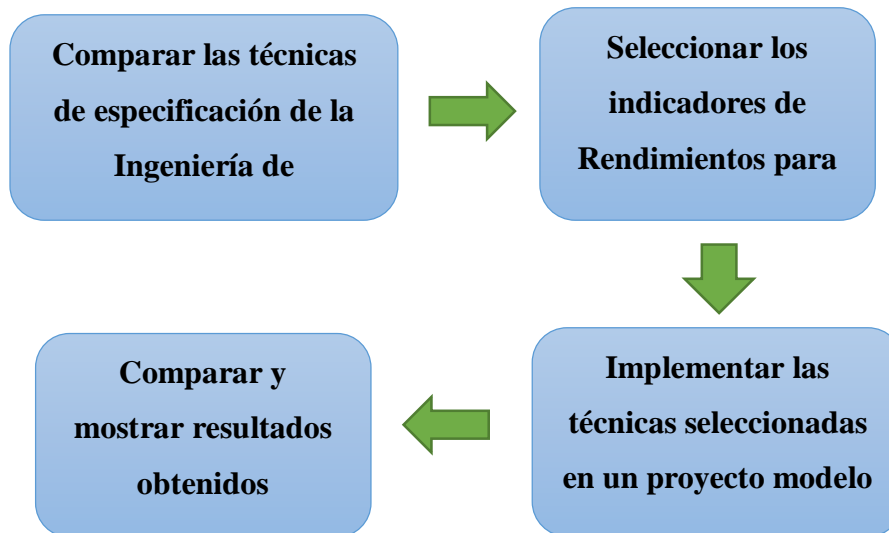 Comparar las técnicas
de especificación de la
Ingeniería de
Seleccionar los
indicadores de
Rendimientos para
Implementar las
técnicas seleccionadas
en un proyecto modelo
Comparar y
mostrar resultados
obtenidos